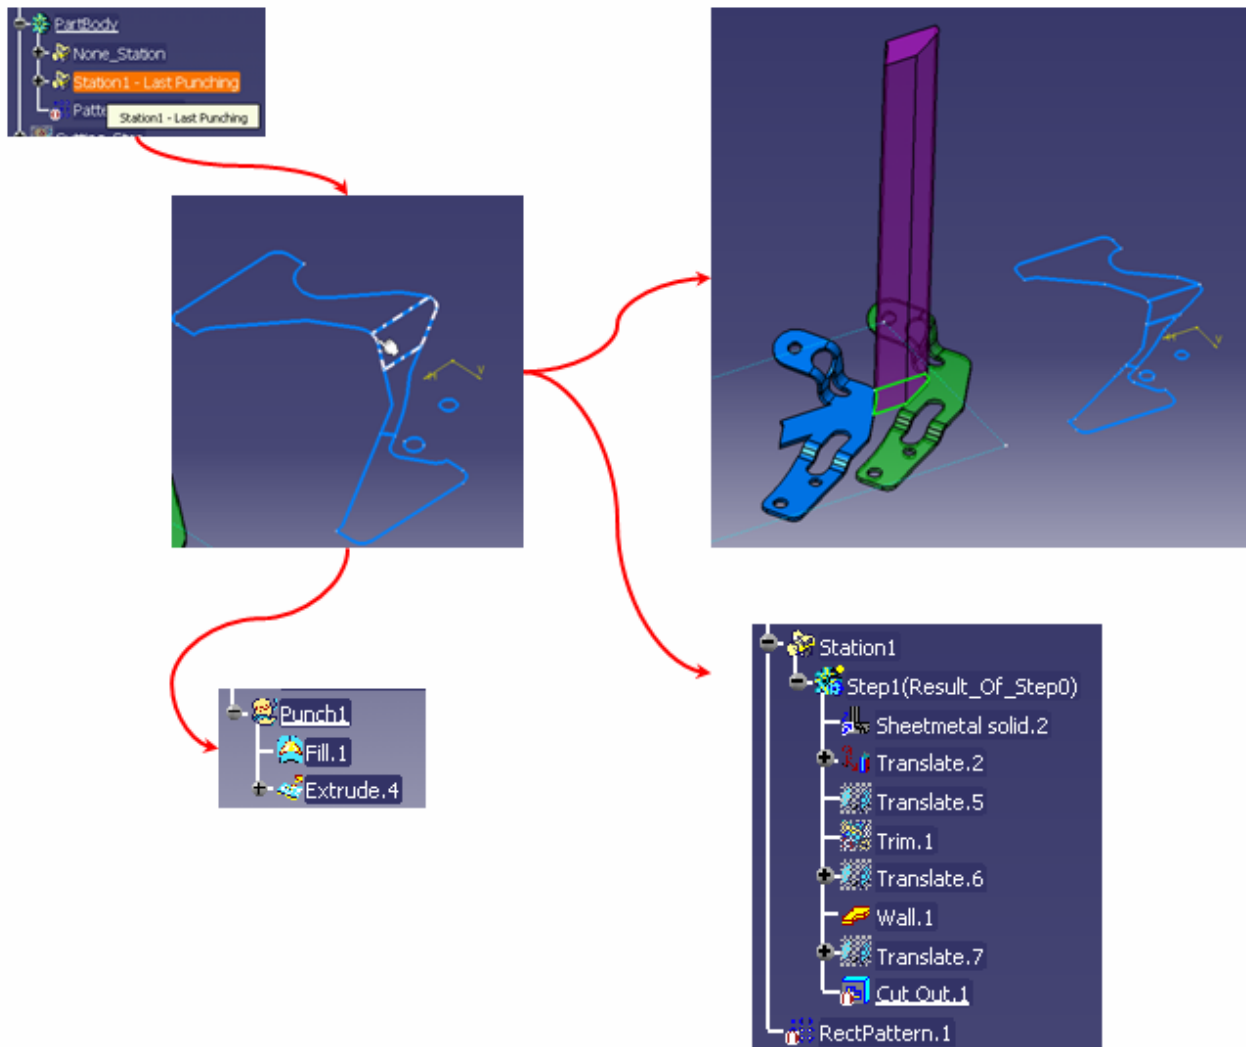 PartBody
None_Station
Station1 - Last Punching
Station1 - Last Punching
H
V
Punch1
Fill.1
Extrude.4
Station1
Step1(Result_Of_Step0)
Sheetmetal solid.2
Translate.2
Translate.5
Trim.1
Translate.6
Wall.1
Translate.7
Cut Out.1
RectPattern.1